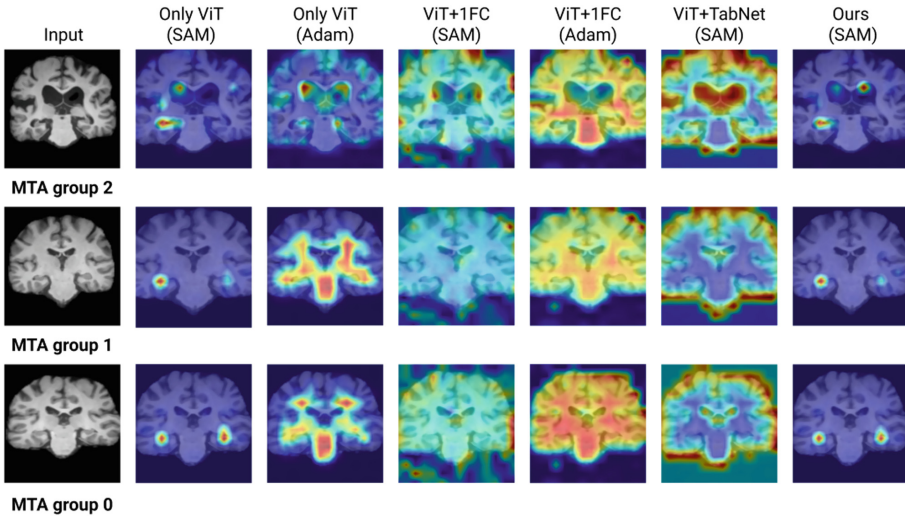 Input
Only ViT
(SAM)
Only ViT
(Adam)
ViT+1FC
(SAM)
ViT+1FC
(Adam)
ViT+TabNet
(SAM)
Ours
(SAM)
MTA group 2
MTA group 1
MTA group 0